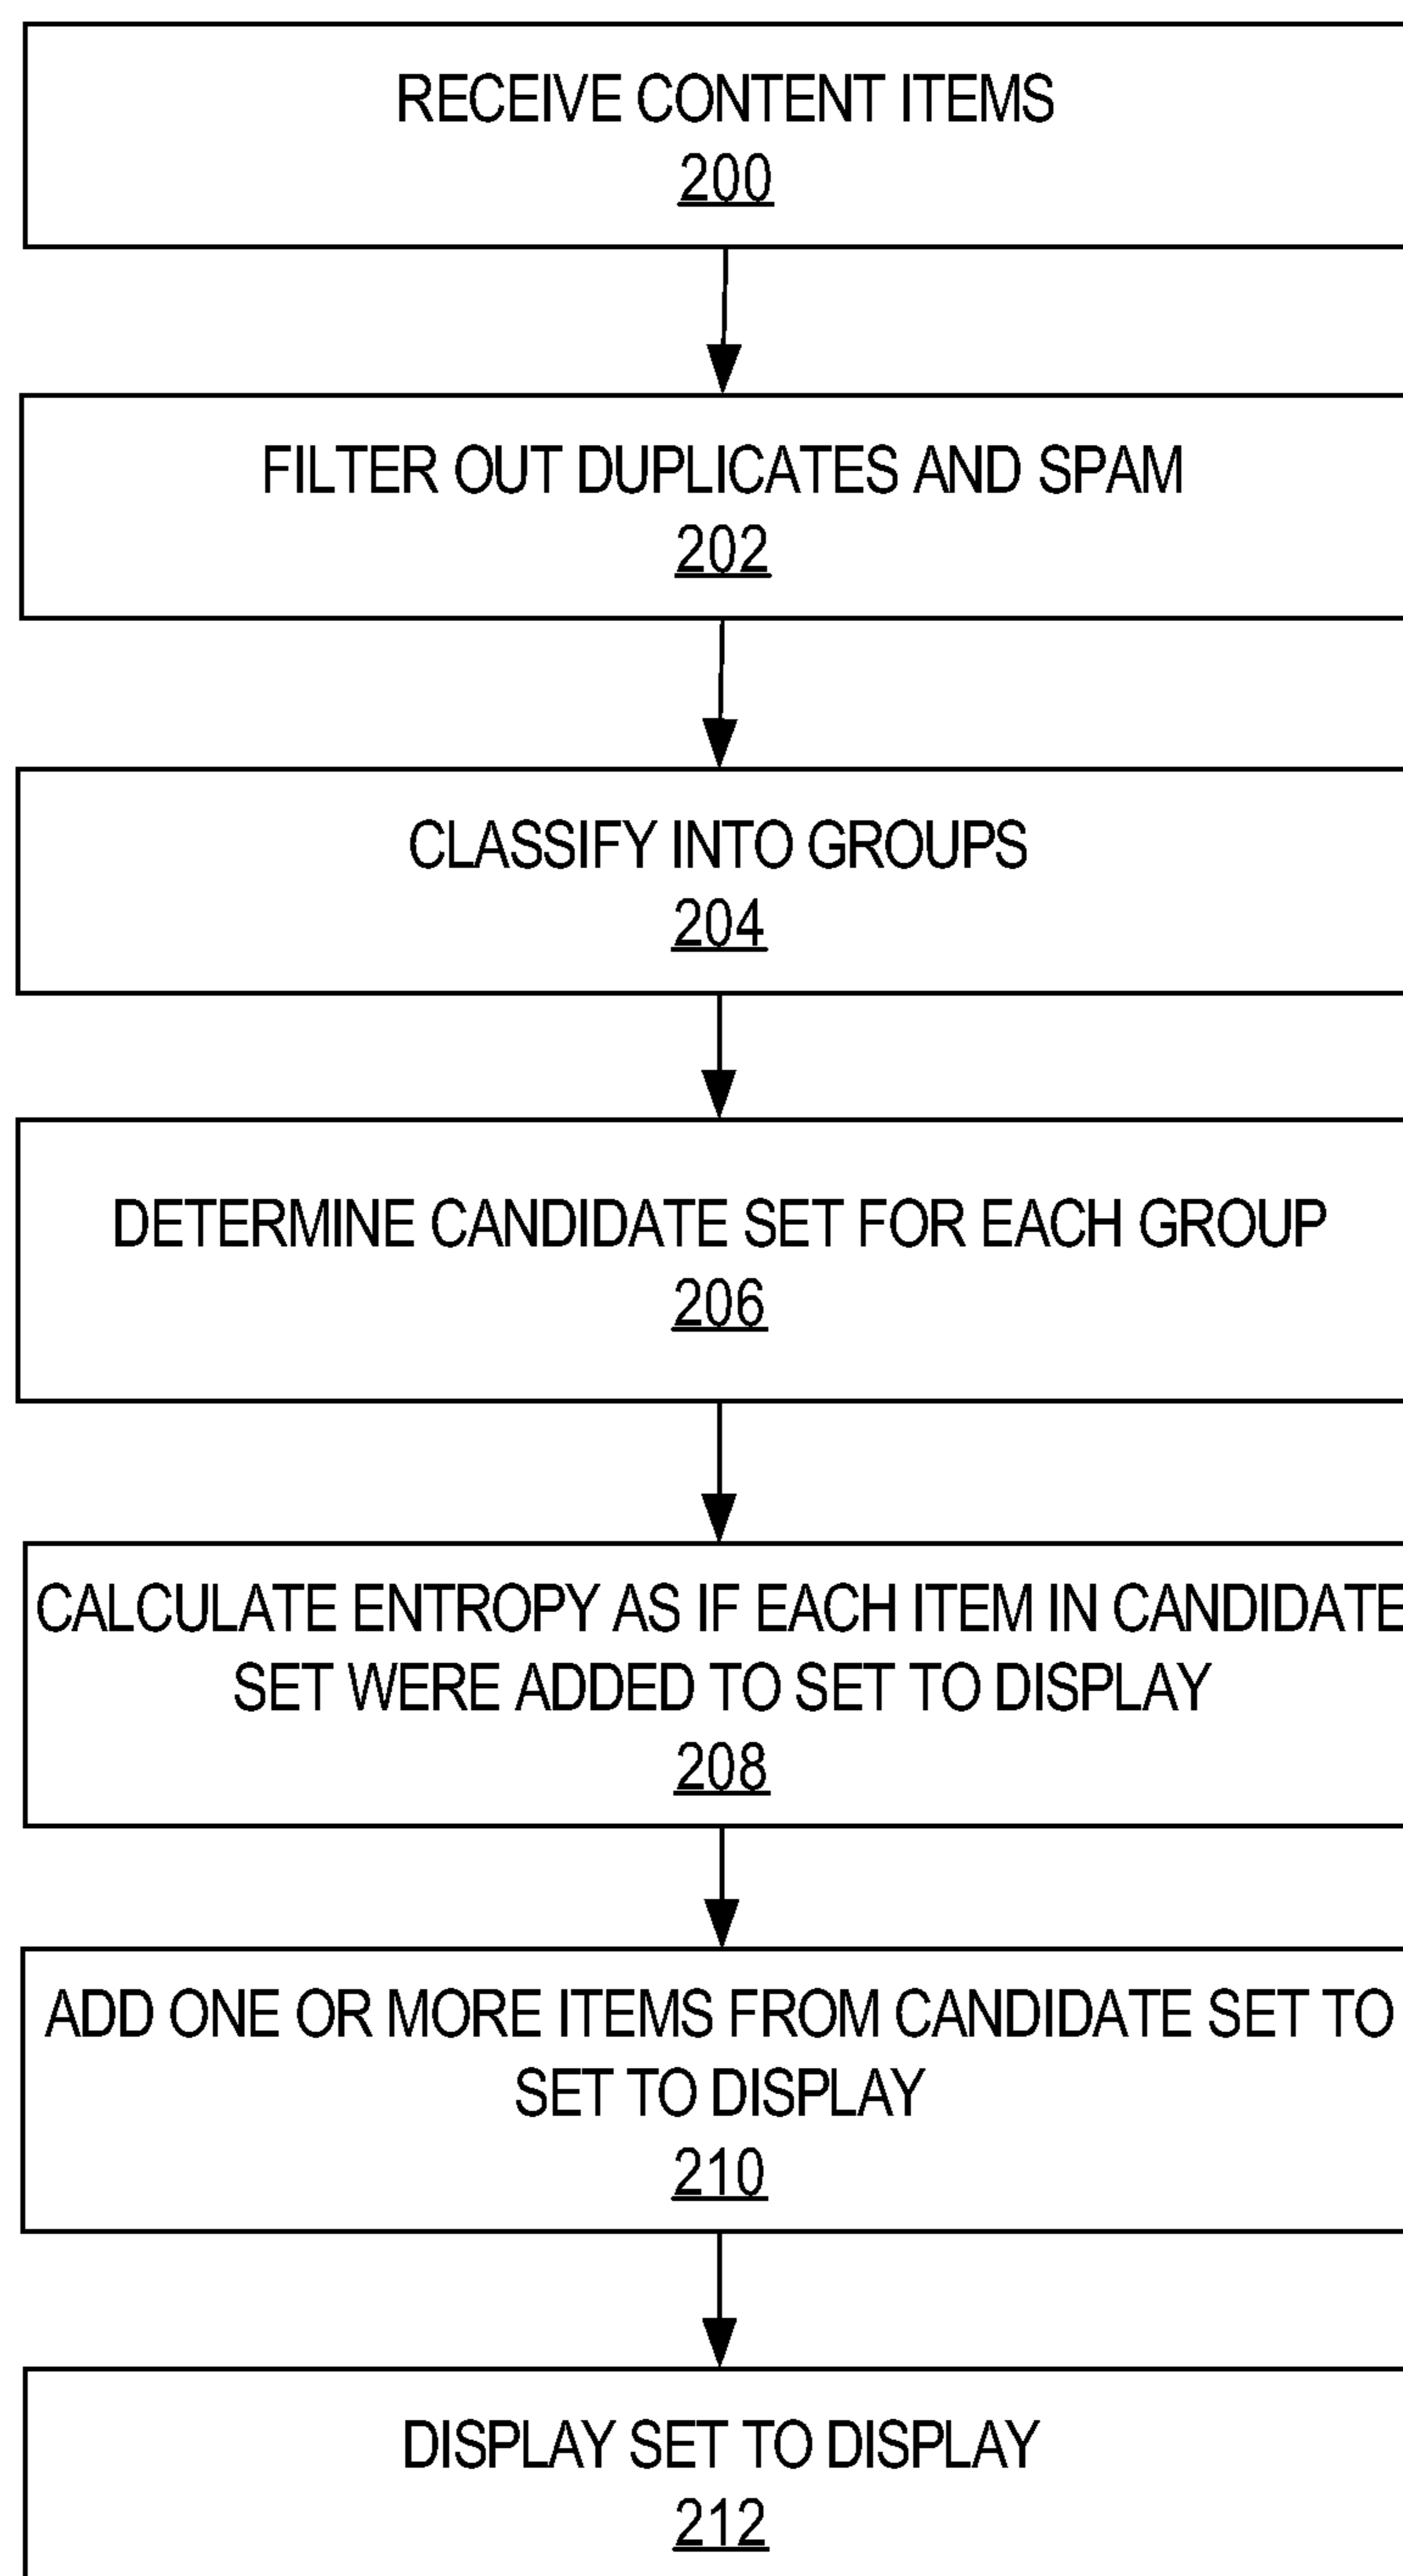 RECEIVE CONTENT ITEMS
200
FILTER OUT DUPLICATES AND SPAM
202
CLASSIFY INTO GROUPS
204
DETERMINE CANDIDATE SET FOR EACH GROUP
206
CALCULATE ENTROPY AS IF EACH ITEM IN CANDIDATE
SET WERE ADDED TO SET TO DISPLAY
208
ADD ONE OR MORE ITEMS FROM CANDIDATE SET TO
SET TO DISPLAY
210
DISPLAY SET TO DISPLAY
212